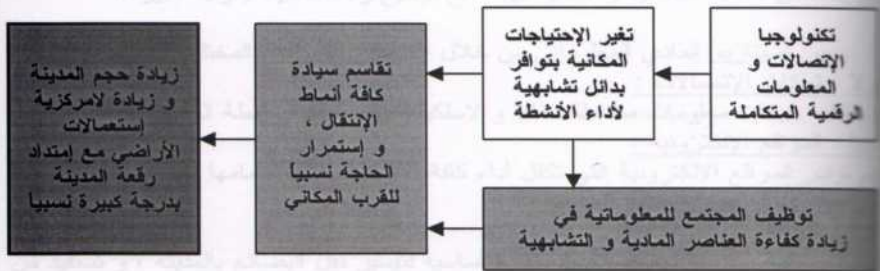 تكنولوجيا
الإتصالات و
المعلومات
الرقمية المتكاملة
تغير الإحتياجات
المكانية بتوافر
بدائل تشابهية
لأداء الأنشطة
توظيف المجتمع للمعلوماتية في
زيادة كفاءة العناصر المادية و التشابهية
تقاسم سيادة
كافة أنماط
الإنتقال ،
و إستمرار
الحاجة نسبياً
للقرب المكاني
زيادة حجم المدينة
و زيادة لامركزية
إستعمالات
الأراضي مع إمتداد
رقعة المدينة
بدرجة كبيرة نسبياً